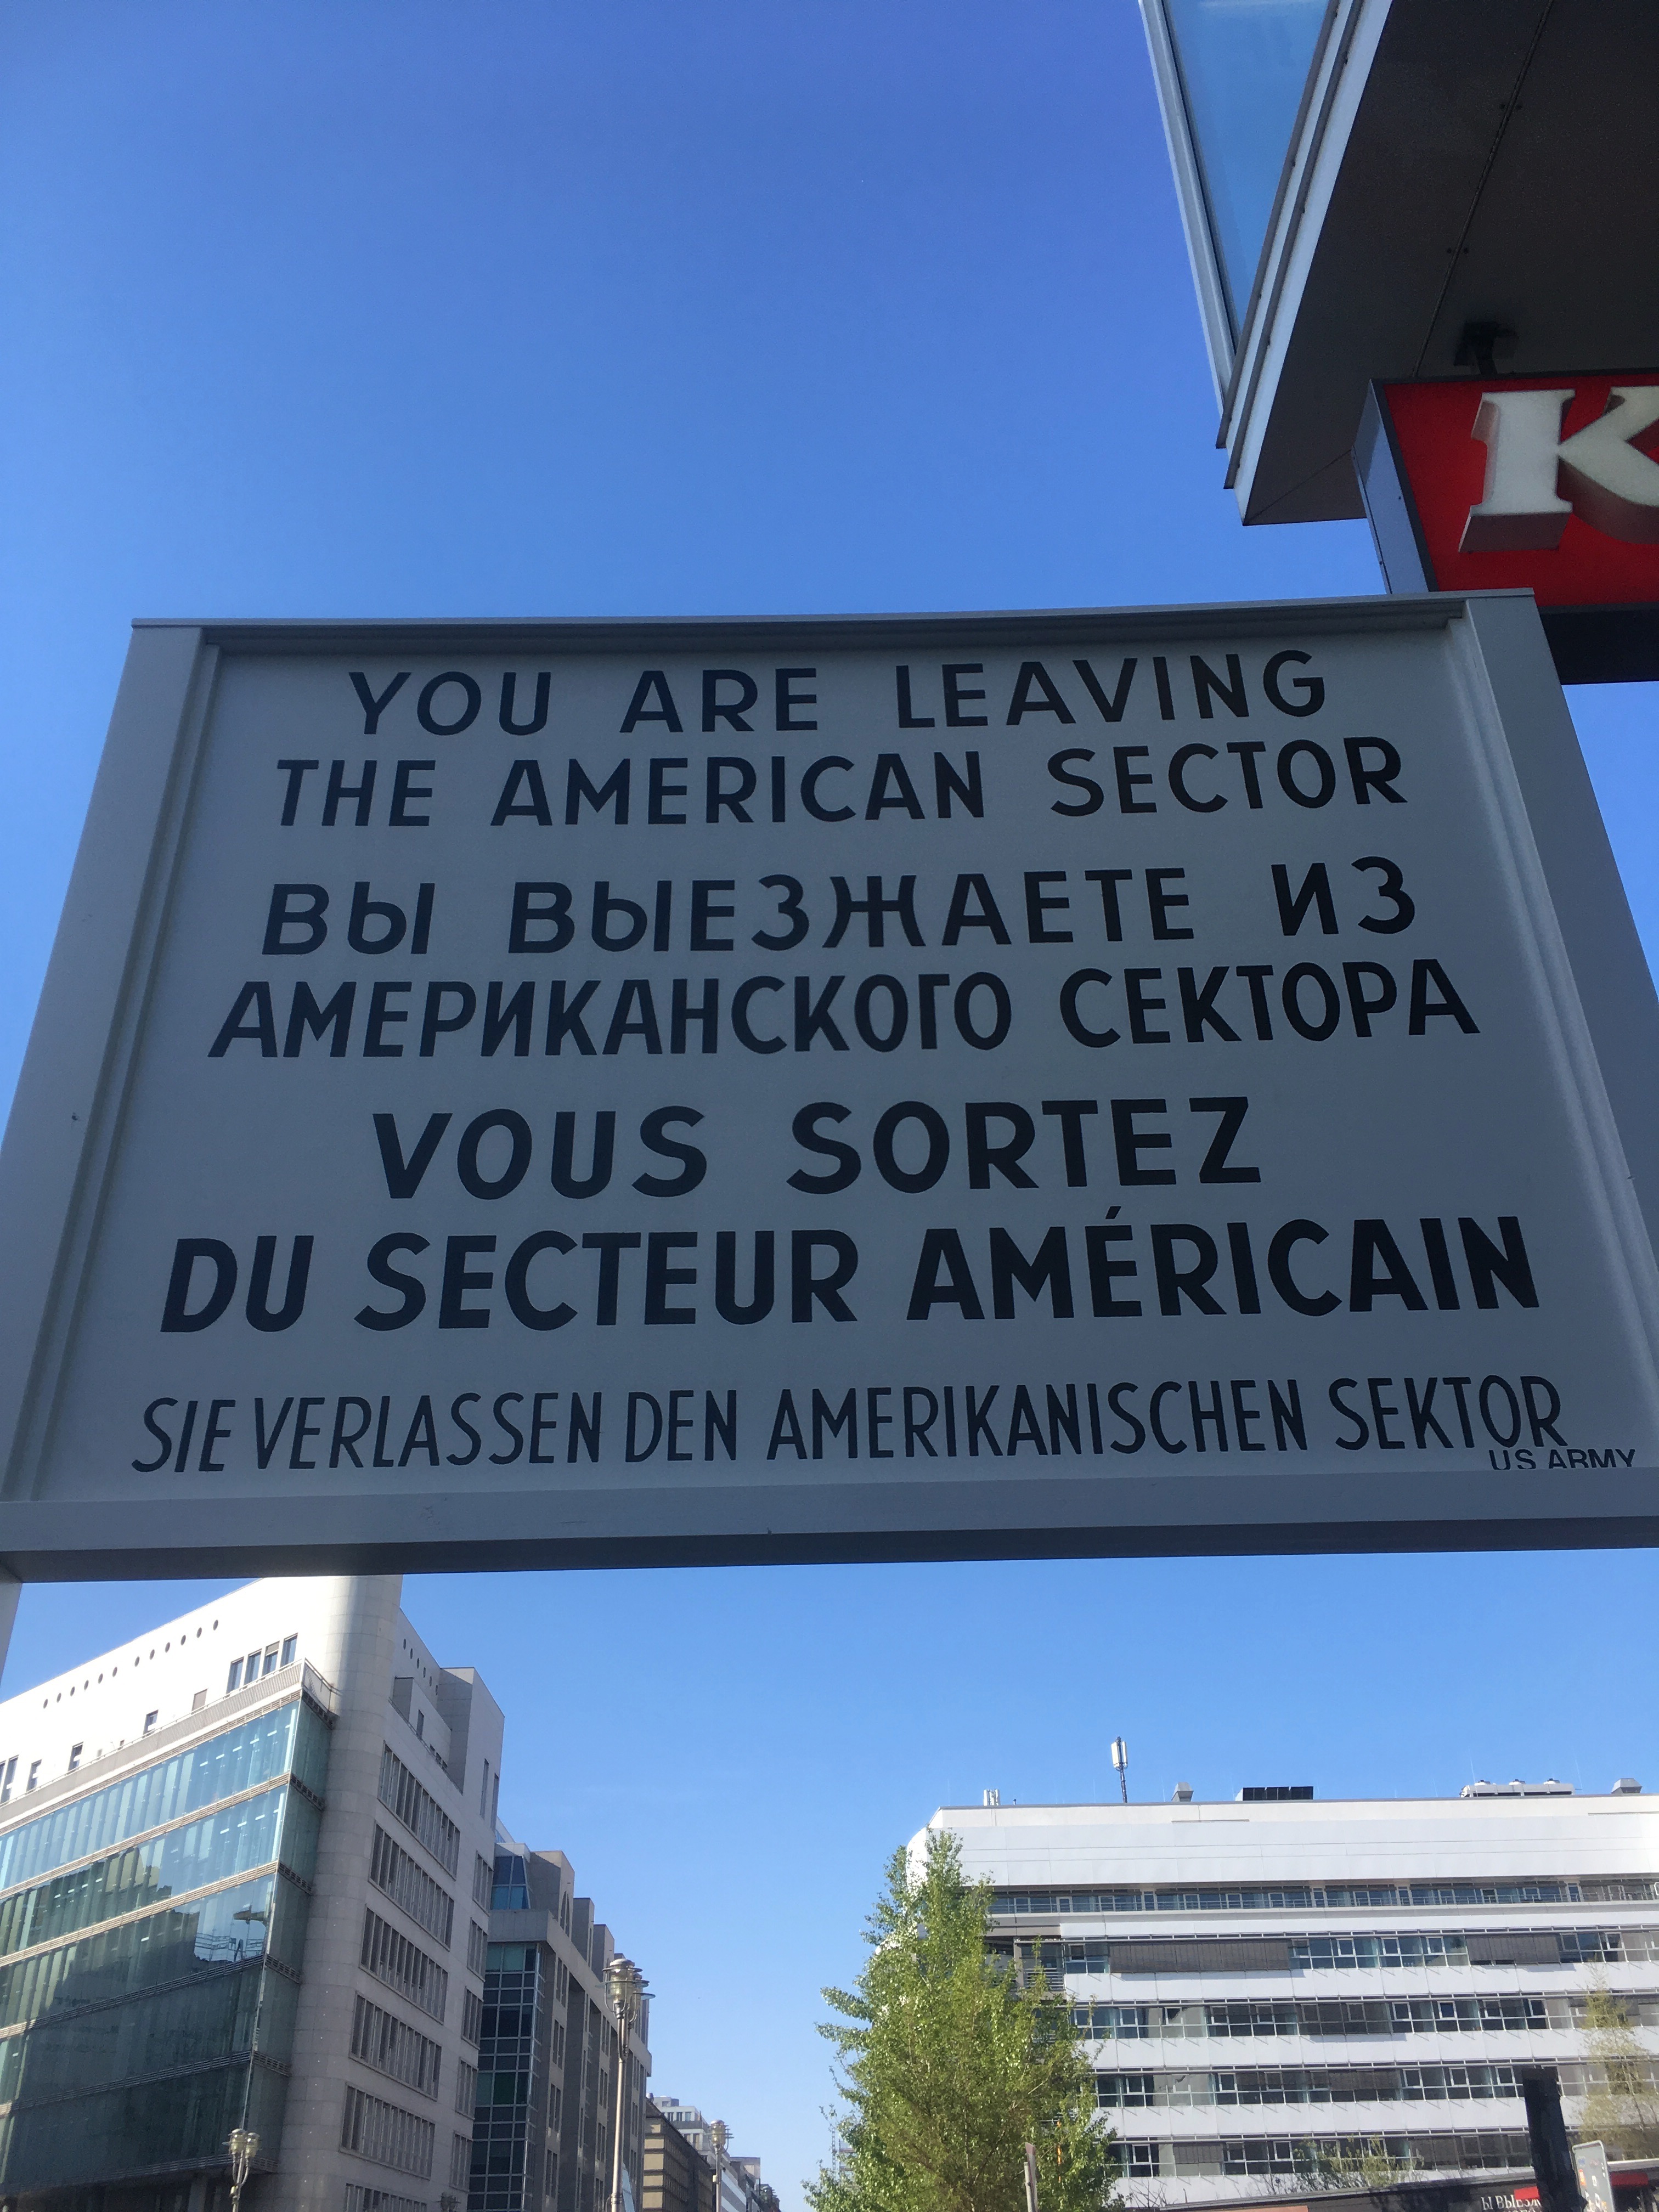 K
YOU ARE LEAVING
THE AMERICAN SECTOR
ВЫ ВЫЕЗЖАЕТЕ ИЗ
АМЕРИКАНСКОГО СЕКТОРА
VOUS SORTEZ
DU SECTEUR AMÉRICAIN
SIE VERLASSEN DEN AMERIKANISCHEN SEKTOR
US ARMY